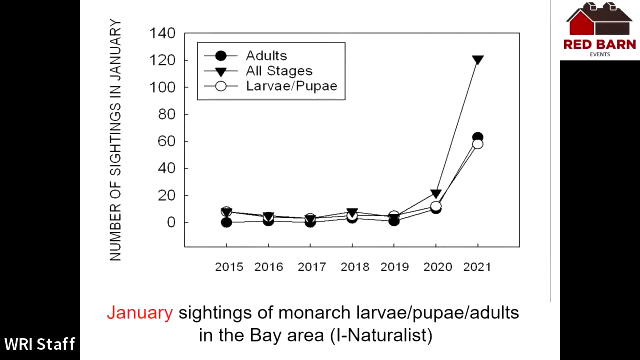 RED BARN
EVENTS
NUMBER OF SIGHTINGS IN JANUARY
140
120
100
80
60
40
20
0
Adults
All Stages
Larvae/Pupae
2015 2016 2017 2018 2019 2020 2021
January sightings of monarch larvae/pupae/adults
in the Bay area (I-Naturalist)
WRI Staff